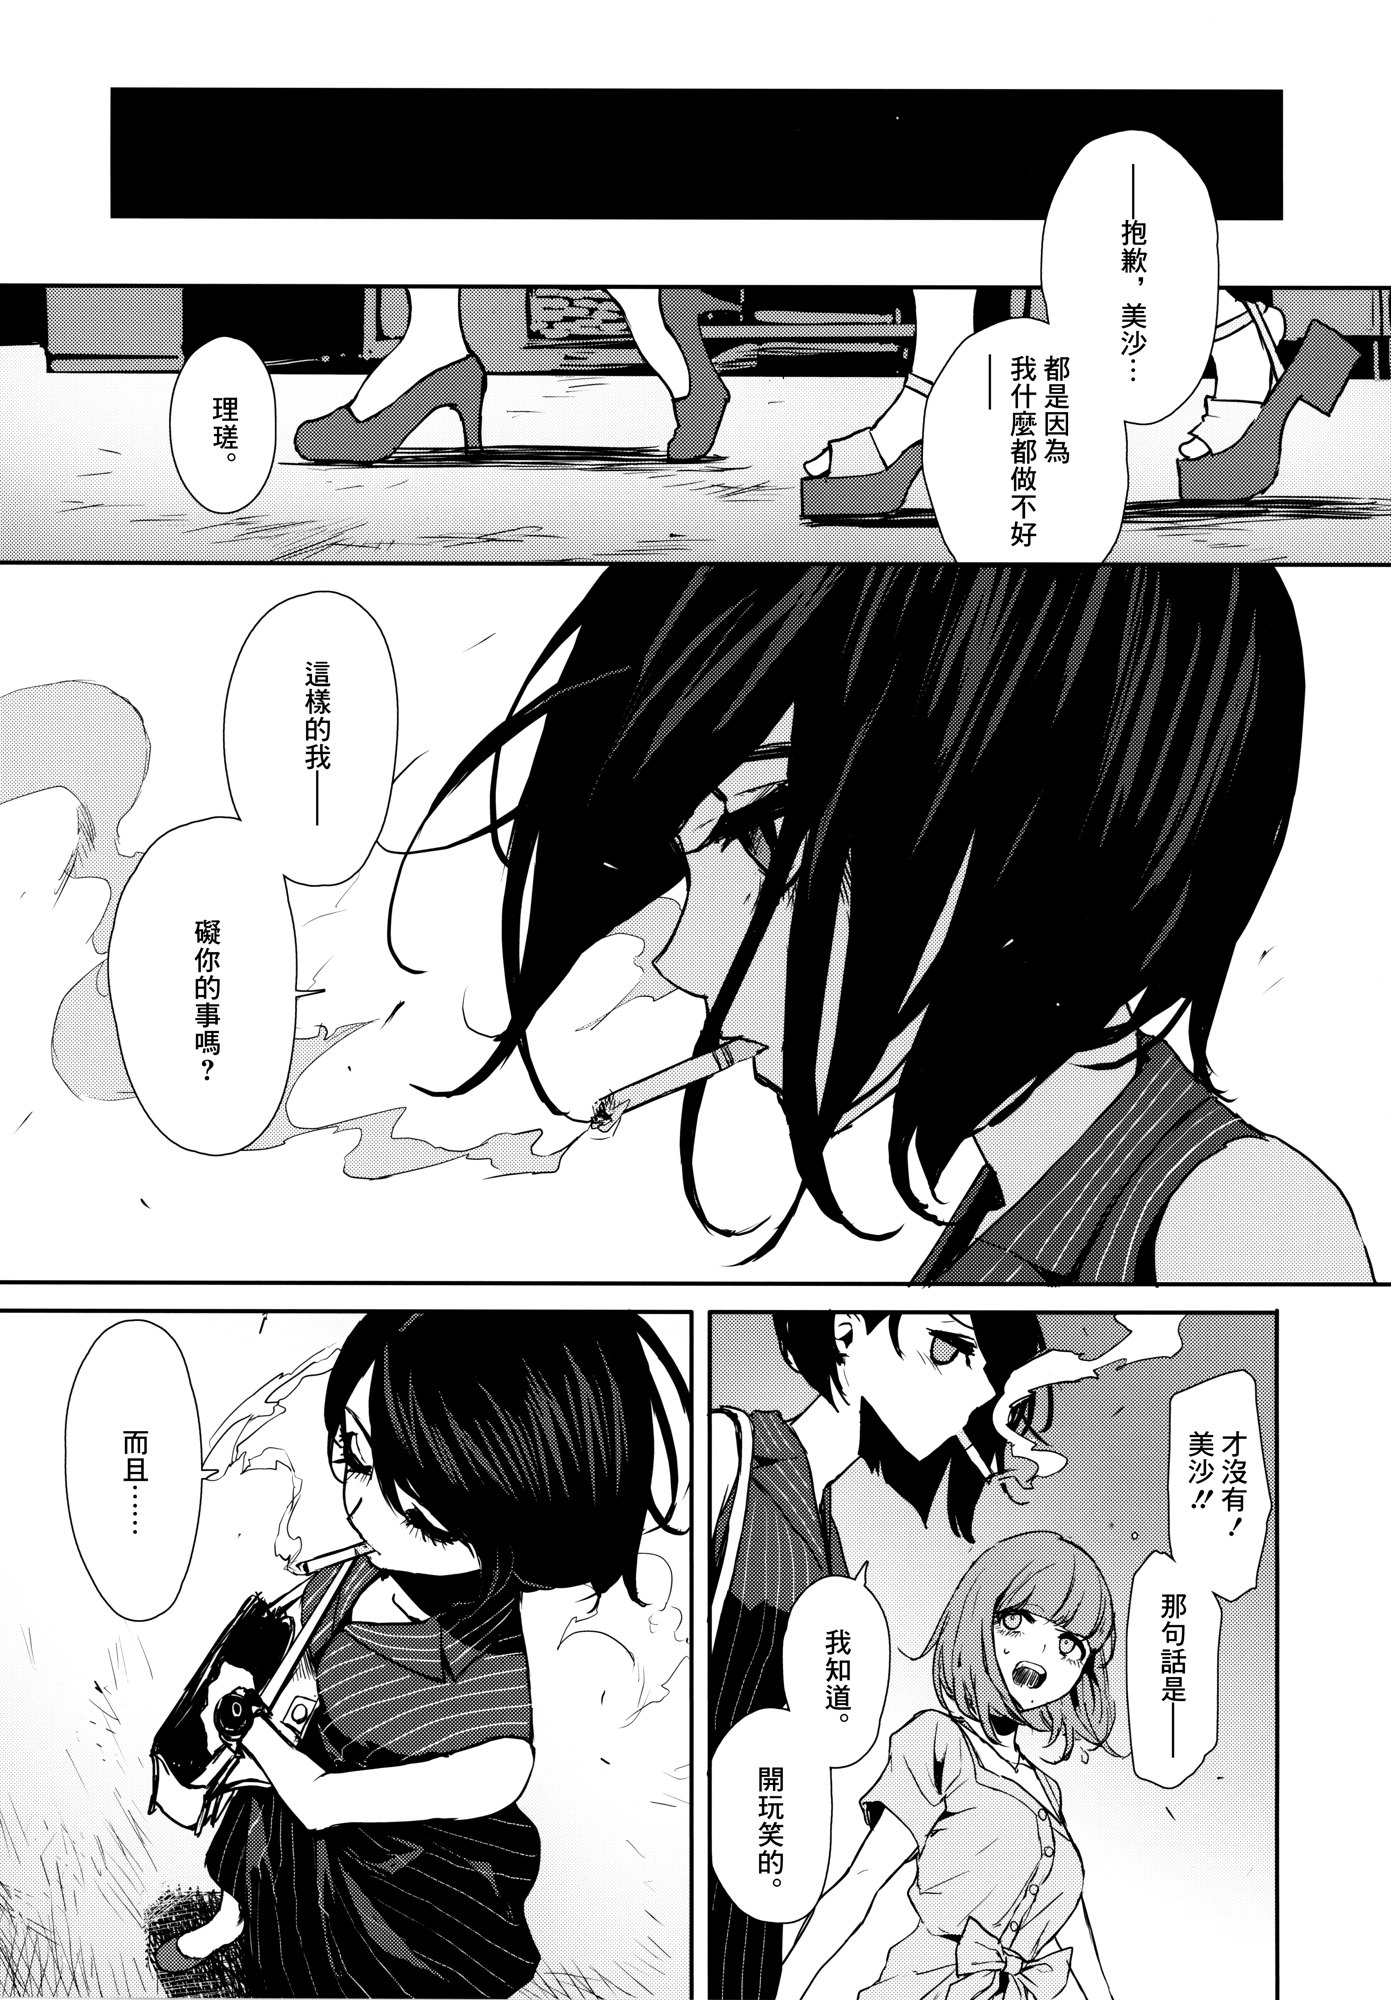 ——抱歉，美沙…
都是因為
我什麼都做不好
——
理瑳。
這樣的我——
礙你的事嗎？
才沒有！
美沙!!
那句話是——
我知道。
開玩笑的。
而且……